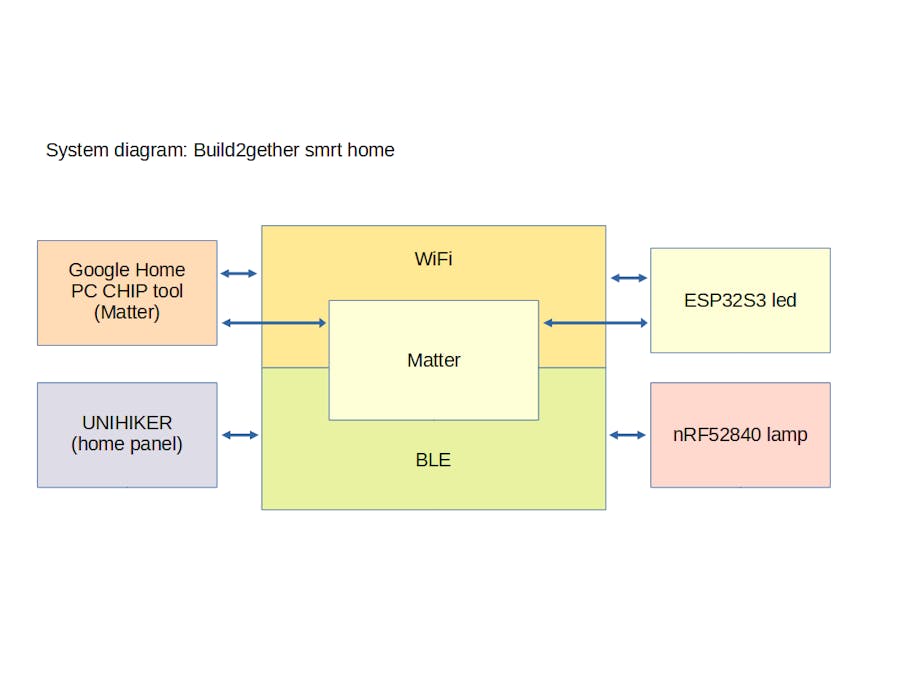 System diagram: Build2gether smrt home
WiFi
Google Home
PC CHIP tool
(Matter)
ESP32S3 led
Matter
UNIHIKER
(home panel)
nRF52840 lamp
BLE